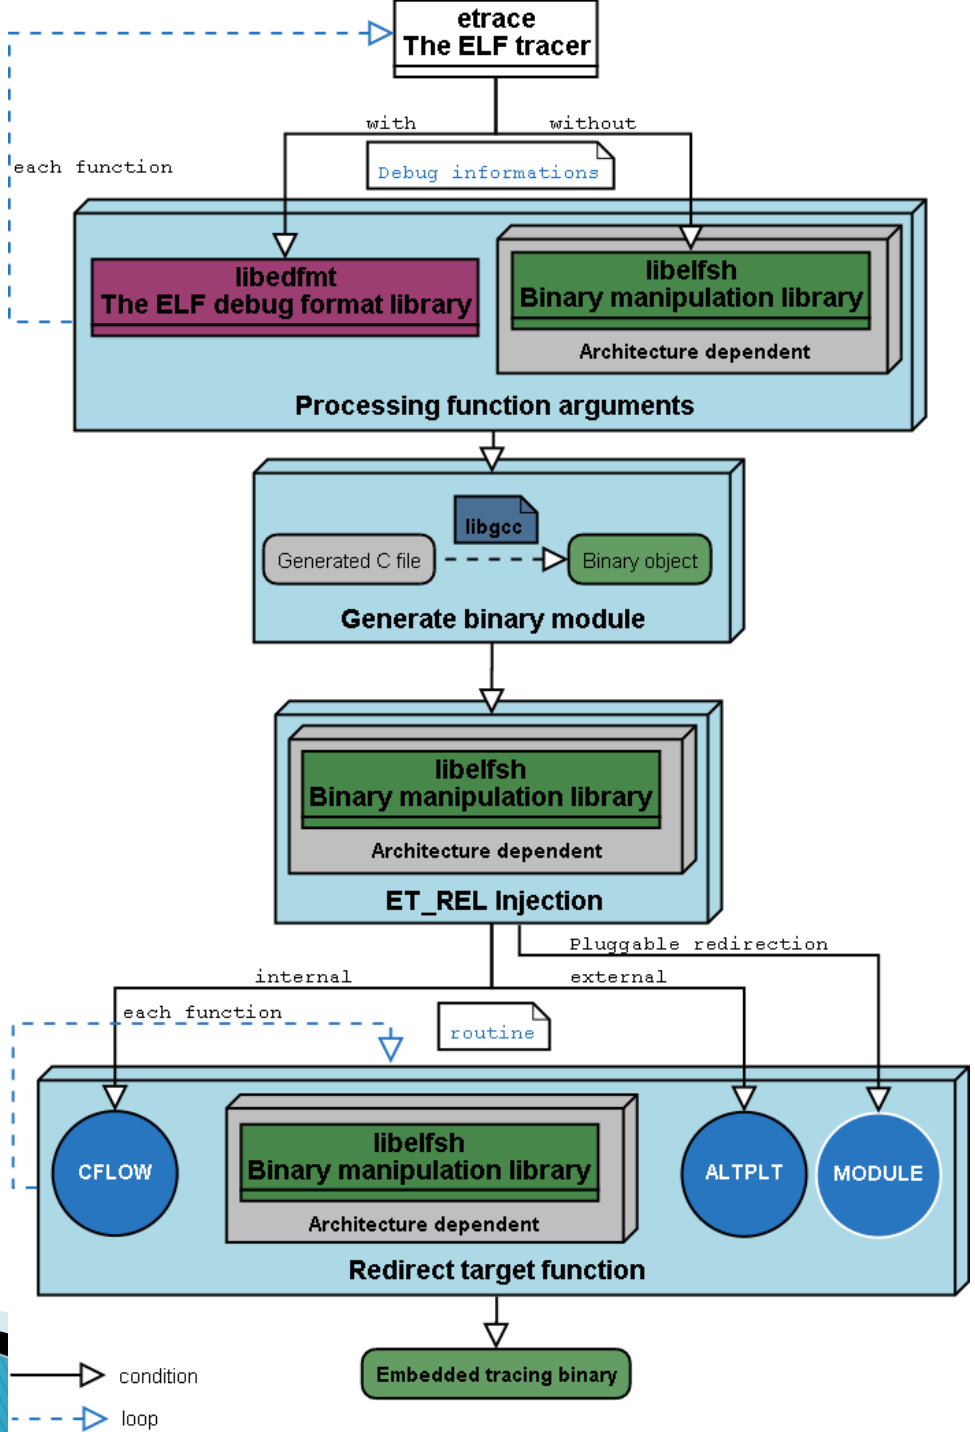 etrace
The ELF tracer
with
without
each function
Debug informations
libedfmt
The ELF debug format library
libelfsh
Binary manipulation library
Architecture dependent
Processing function arguments
libgcc
Generated C file
Binary object
Generate binary module
libelfsh
Binary manipulation library
Architecture dependent
ET_REL Injection
Pluggable redirection
internal
external
each function
routine
CFLOW
libelfsh
Binary manipulation library
Architecture dependent
ALTPLT
MODULE
Redirect target function
Embedded tracing binary
condition
loop